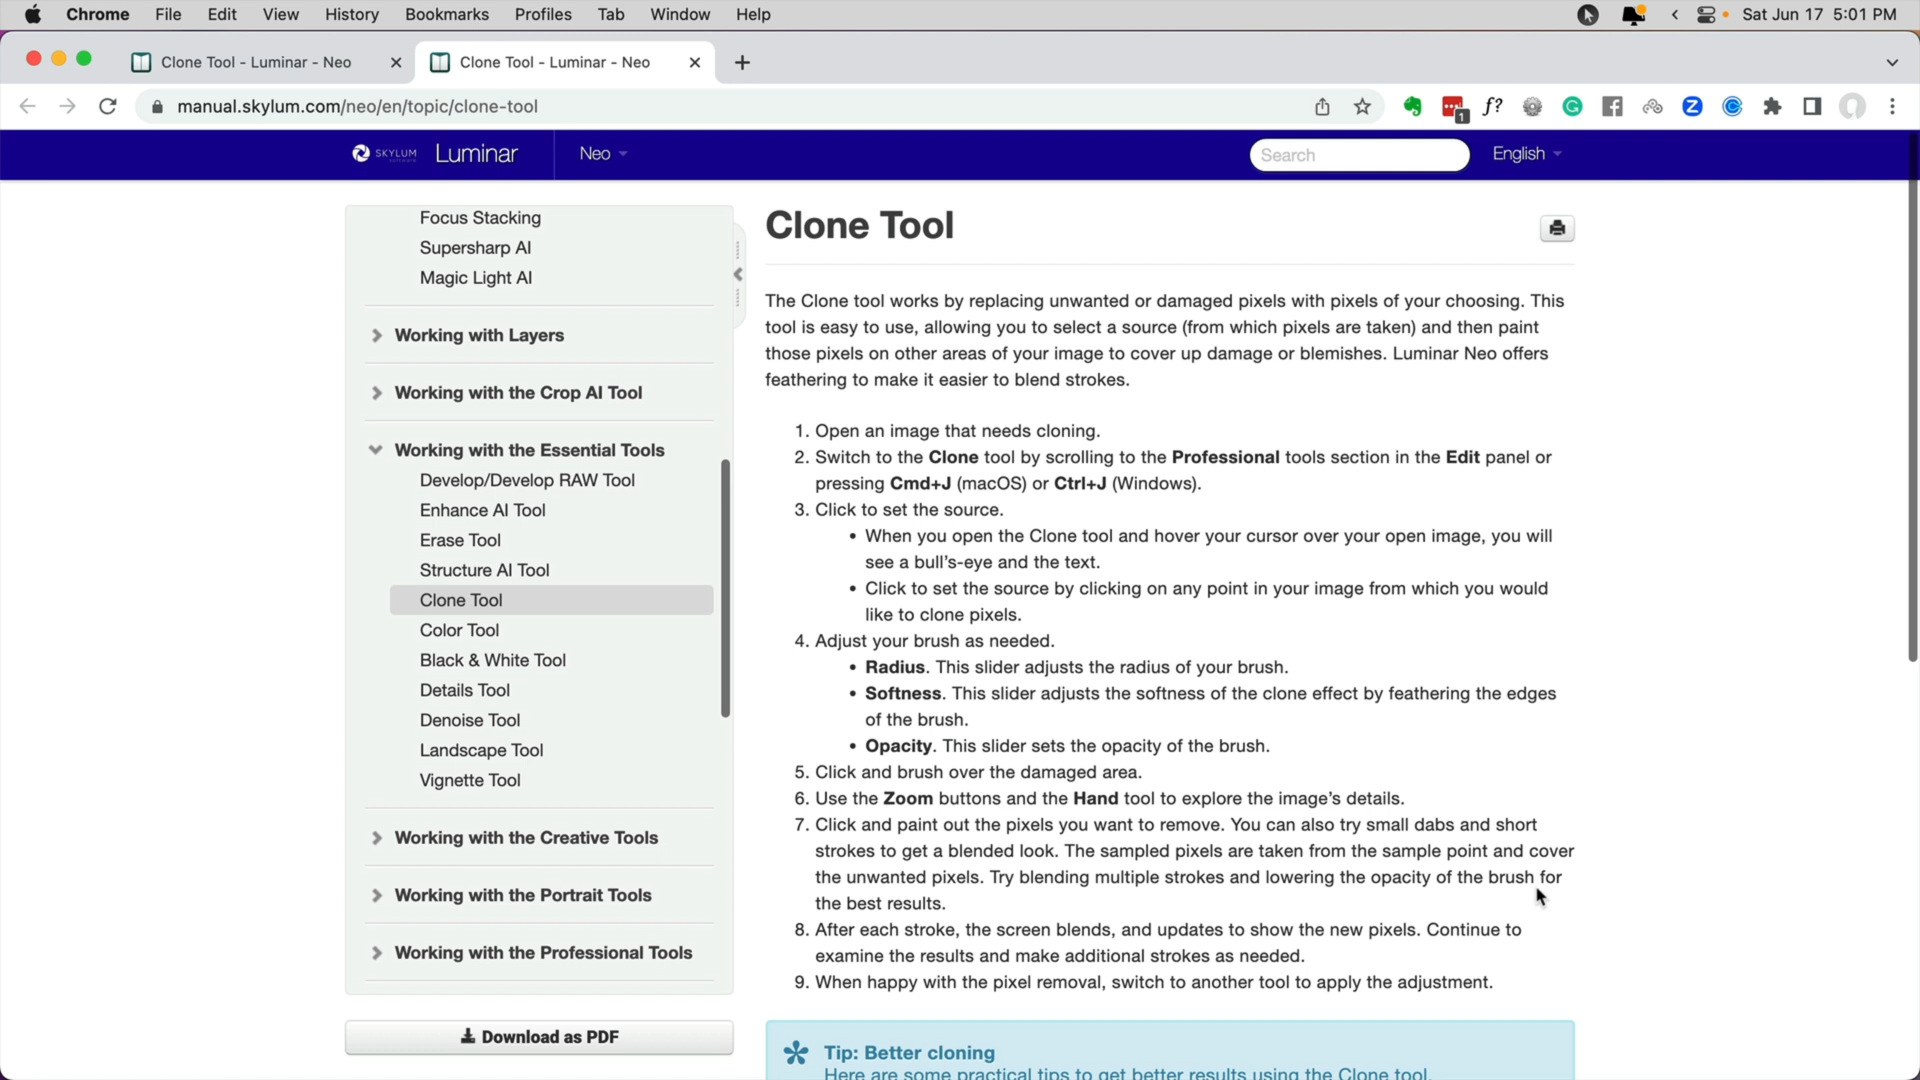 Chrome File Edit View History Bookmarks Profiles Tab Window Help Sat Jun 17 5:01 PM
Clone Tool - Luminar - Neo
Clone Tool - Luminar - Neo
manual.skylum.com/neo/en/topic/clone-tool
1
f?
SKYLUM
software
Luminar
Neo
Search
English
Focus Stacking
Supersharp AI
Magic Light AI
Working with Layers
Working with the Crop AI Tool
Working with the Essential Tools
Develop/Develop RAW Tool
Enhance AI Tool
Erase Tool
Structure AI Tool
Clone Tool
Color Tool
Black & White Tool
Details Tool
Denoise Tool
Landscape Tool
Vignette Tool
Working with the Creative Tools
Working with the Portrait Tools
Working with the Professional Tools
Download as PDF
Clone Tool
The Clone tool works by replacing unwanted or damaged pixels with pixels of your choosing. This
tool is easy to use, allowing you to select a source (from which pixels are taken) and then paint
those pixels on other areas of your image to cover up damage or blemishes. Luminar Neo offers
feathering to make it easier to blend strokes.
1. Open an image that needs cloning.
2. Switch to the Clone tool by scrolling to the Professional tools section in the Edit panel or
pressing Cmd+J (macOS) or Ctrl+J (Windows).
3. Click to set the source.
• When you open the Clone tool and hover your cursor over your open image, you will
see a bull's-eye and the text.
• Click to set the source by clicking on any point in your image from which you would
like to clone pixels.
4. Adjust your brush as needed.
• Radius. This slider adjusts the radius of your brush.
• Softness. This slider adjusts the softness of the clone effect by feathering the edges
of the brush.
• Opacity. This slider sets the opacity of the brush.
5. Click and brush over the damaged area.
6. Use the Zoom buttons and the Hand tool to explore the image's details.
7. Click and paint out the pixels you want to remove. You can also try small dabs and short
strokes to get a blended look. The sampled pixels are taken from the sample point and cover
the unwanted pixels. Try blending multiple strokes and lowering the opacity of the brush for
the best results.
8. After each stroke, the screen blends, and updates to show the new pixels. Continue to
examine the results and make additional strokes as needed.
9. When happy with the pixel removal, switch to another tool to apply the adjustment.
Tip: Better cloning
Here are some practical tips to get better results using the Clone tool.